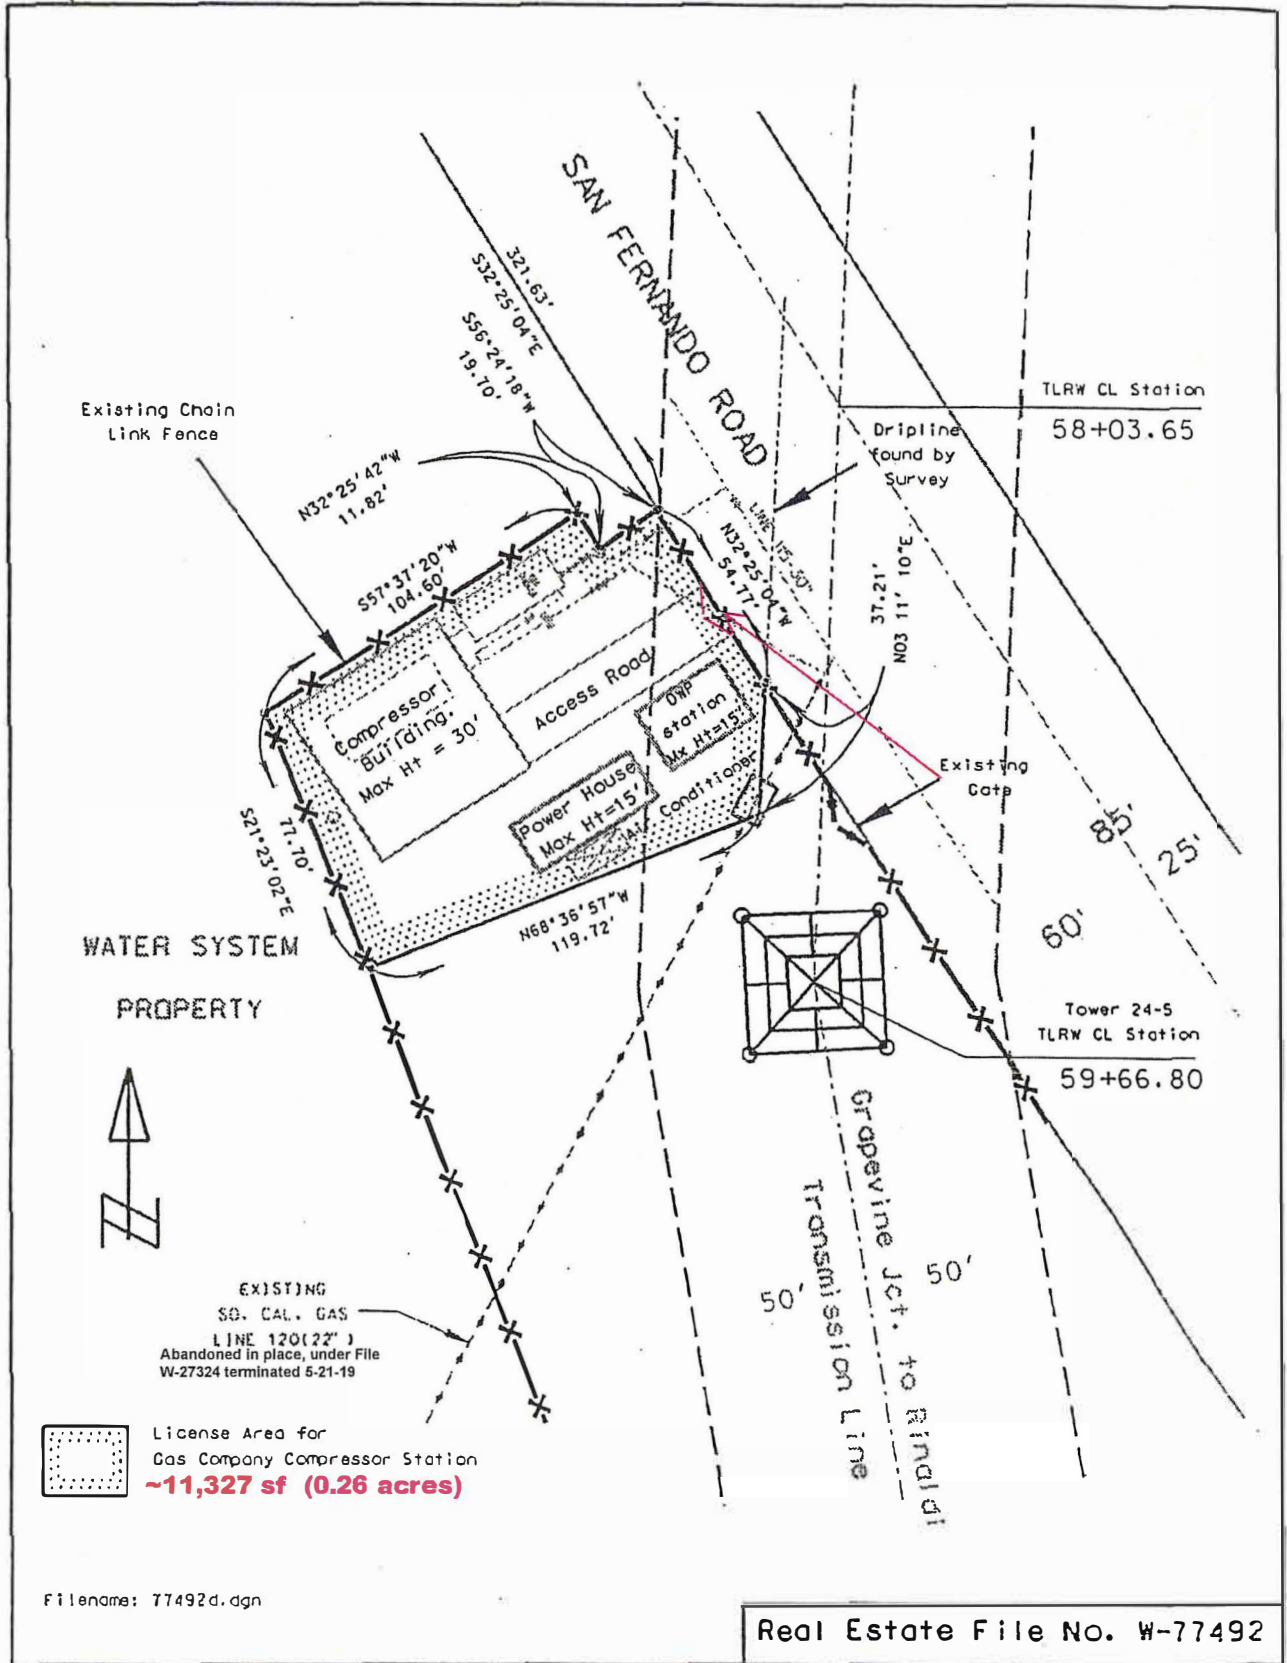 SAN FERNANDO ROAD
321.63'
S32°25'04"E
S56°24'18"W
19.70'
TLRW CL Station
58+03.65
Existing Chain
Link Fence
Dripline
found by
Survey
N32°25'42"W
11.82'
LINE 115-30"
N32°25'04"W
54.77'
37.21'
N03 11' 10"E
S57°37'20"W
104.60'
Access Road
DWP
station
Mx Ht=15'
Compressor
Building.
Max Ht = 30'
Existing
Gate
Power House
Max Ht=15'
Air Conditioner
77.70'
S21°23'02"E
85'
25'
60'
N68°36'57"W
119.72'
WATER SYSTEM
PROPERTY
Tower 24-5
TLRW CL Station
59+66.80
Grapevine Jct. to Rinaldi
Transmission Line
50'
50'
EXISTING
SO. CAL. GAS
LINE 120(22" )
Abandoned in place, under File
W-27324 terminated 5-21-19
License Area for
Gas Company Compressor Station
~11,327 sf (0.26 acres)
Filename: 77492d.dgn
Real Estate File No. W-77492